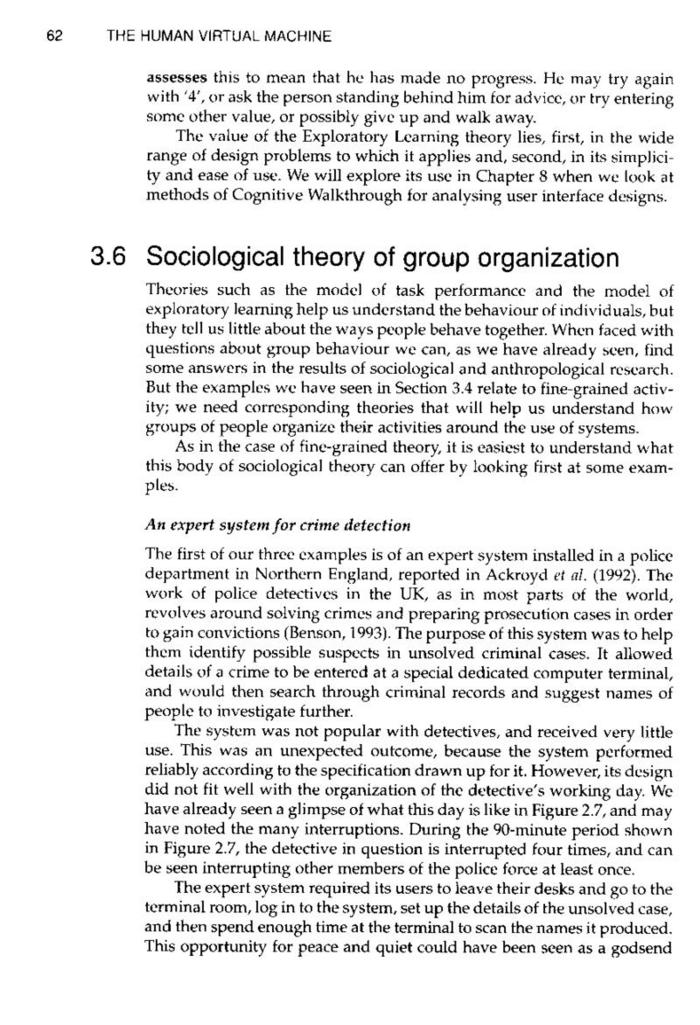 62 THE HUMAN VIRTUAL MACHINE
assesses this to mean that he has made no progress. He may try again
with '4', or ask the person standing behind him for advice, or try entering
some other value, or possibly give up and walk away.
The value of the Exploratory Learning theory lies, first, in the wide
range of design problems to which it applies and, second, in its simplici-
ty and ease of use. We will explore its use in Chapter 8 when we look at
methods of Cognitive Walkthrough for analysing user interface designs.
3.6 Sociological theory of group organization
Theories such as the model of task performance and the model of
exploratory learning help us understand the behaviour of individuals, but
they tell us little about the ways people behave together. When faced with
questions about group behaviour we can, as we have already seen, find
some answers in the results of sociological and anthropological research.
But the examples we have seen in Section 3.4 relate to fine-grained activ-
ity; we need corresponding theories that will help us understand how
groups of people organize their activities around the use of systems.
As in the case of fine-grained theory, it is easiest to understand what
this body of sociological theory can offer by looking first at some exam-
ples.
An expert system for crime detection
The first of our three examples is of an expert system installed in a police
department in Northern England, reported in Ackroyd et al. (1992). The
work of police detectives in the UK, as in most parts of the world,
revolves around solving crimes and preparing prosecution cases in order
to gain convictions (Benson, 1993). The purpose of this system was to help
them identify possible suspects in unsolved criminal cases. It allowed
details of a crime to be entered at a special dedicated computer terminal,
and would then search through criminal records and suggest names of
people to investigate further.
The system was not popular with detectives, and received very little
use. This was an unexpected outcome, because the system performed
reliably according to the specification drawn up for it. However, its design
did not fit well with the organization of the detective's working day. We
have already seen a glimpse of what this day is like in Figure 2.7, and may
have noted the many interruptions. During the 90-minute period shown
in Figure 2.7, the detective in question is interrupted four times, and can
be seen interrupting other members of the police force at least once.
The expert system required its users to leave their desks and go to the
terminal room, log in to the system, set up the details of the unsolved case,
and then spend enough time at the terminal to scan the names it produced.
This opportunity for peace and quiet could have been seen as a godsend